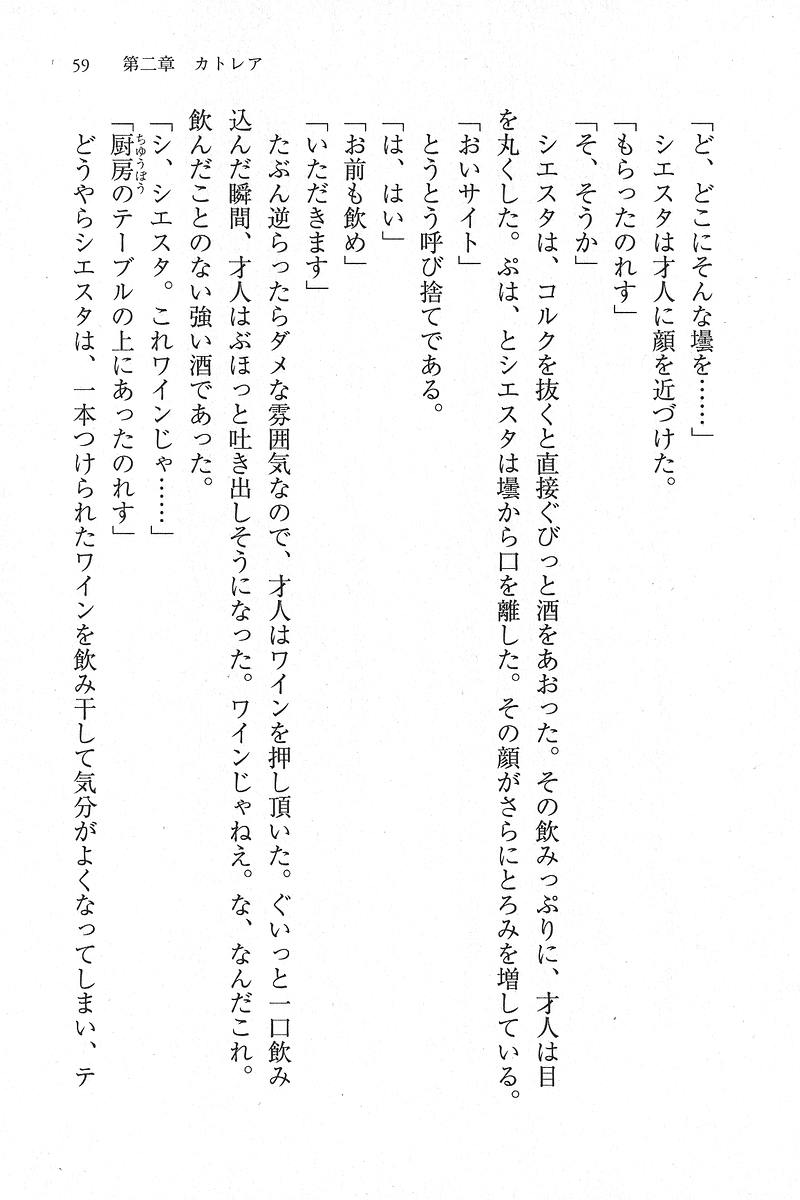 59　第二章　カトレア
「ど、どこにそんな壜を……」
　シエスタは才人に顔を近づけた。
「もらったのれす」
「そ、そうか」
　シエスタは、コルクを抜くと直接ぐびっと酒をあおった。その飲みっぷりに、才人は目
を丸くした。ぷは、とシエスタは壜から口を離した。その顔がさらにとろみを増している。
「おいサイト」
　とうとう呼び捨てである。
「は、はい」
「お前も飲め」
「いただきます」
　たぶん逆らったらダメな雰囲気なので、才人はワインを押し頂いた。ぐいっと一口飲み
込んだ瞬間、才人はぶほっと吐き出しそうになった。ワインじゃねえ。な、なんだこれ。
飲んだことのない強い酒であった。
「シ、シエスタ。これワインじゃ……」
「厨房のテーブルの上にあったのれす」
ちゅうぼう
　どうやらシエスタは、一本つけられたワインを飲み干して気分がよくなってしまい、テ